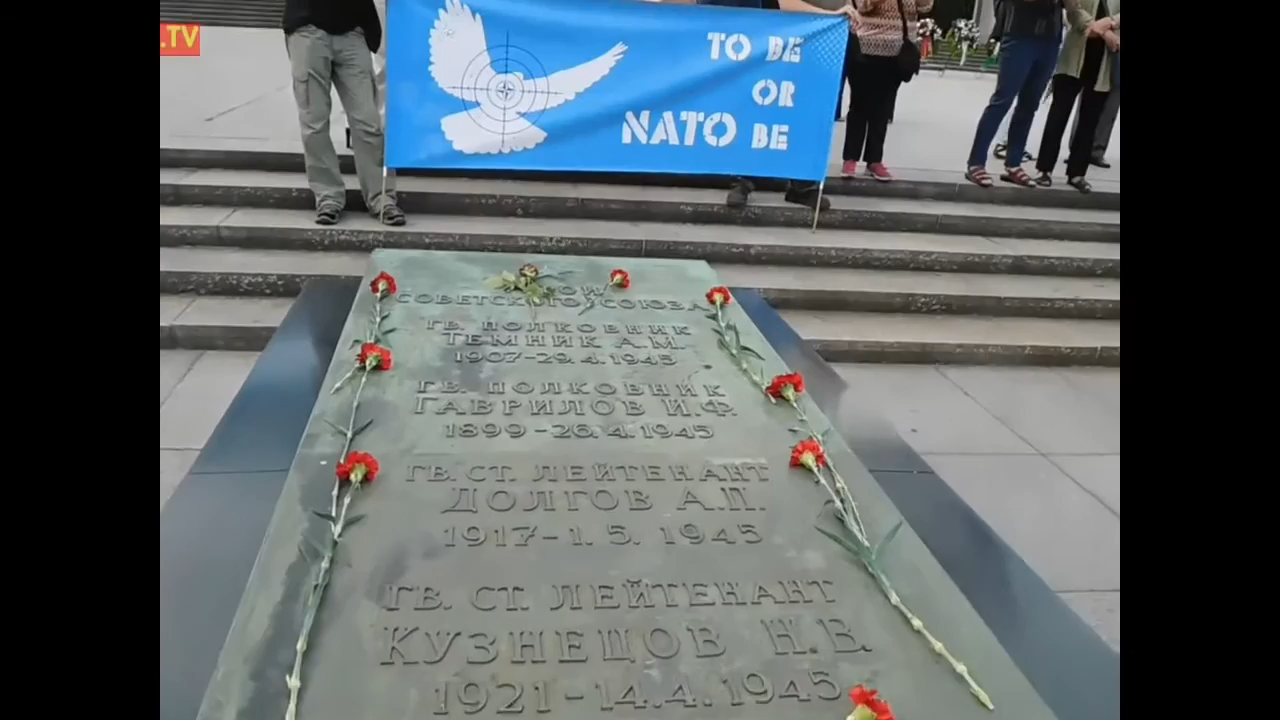 .TV
TO BE
OR
NATO BE
СОВЕТСКОГО СОЮЗА
ГВ. ПОЛКОВНИК
ТЕМНИК А.М.
1907-29.4.1945
ГВ. ПОЛКОВНИК
ГАВРИЛОВ И.Ф.
1899-26.4.1945
ГВ. СТ. ЛЕЙТЕНАНТ
ДОЛГОВ А.П.
1917-1.5.1945
ГВ. СТ. ЛЕЙТЕНАНТ
КУЗНЕЦОВ Н.В.
1921-14.4.1945